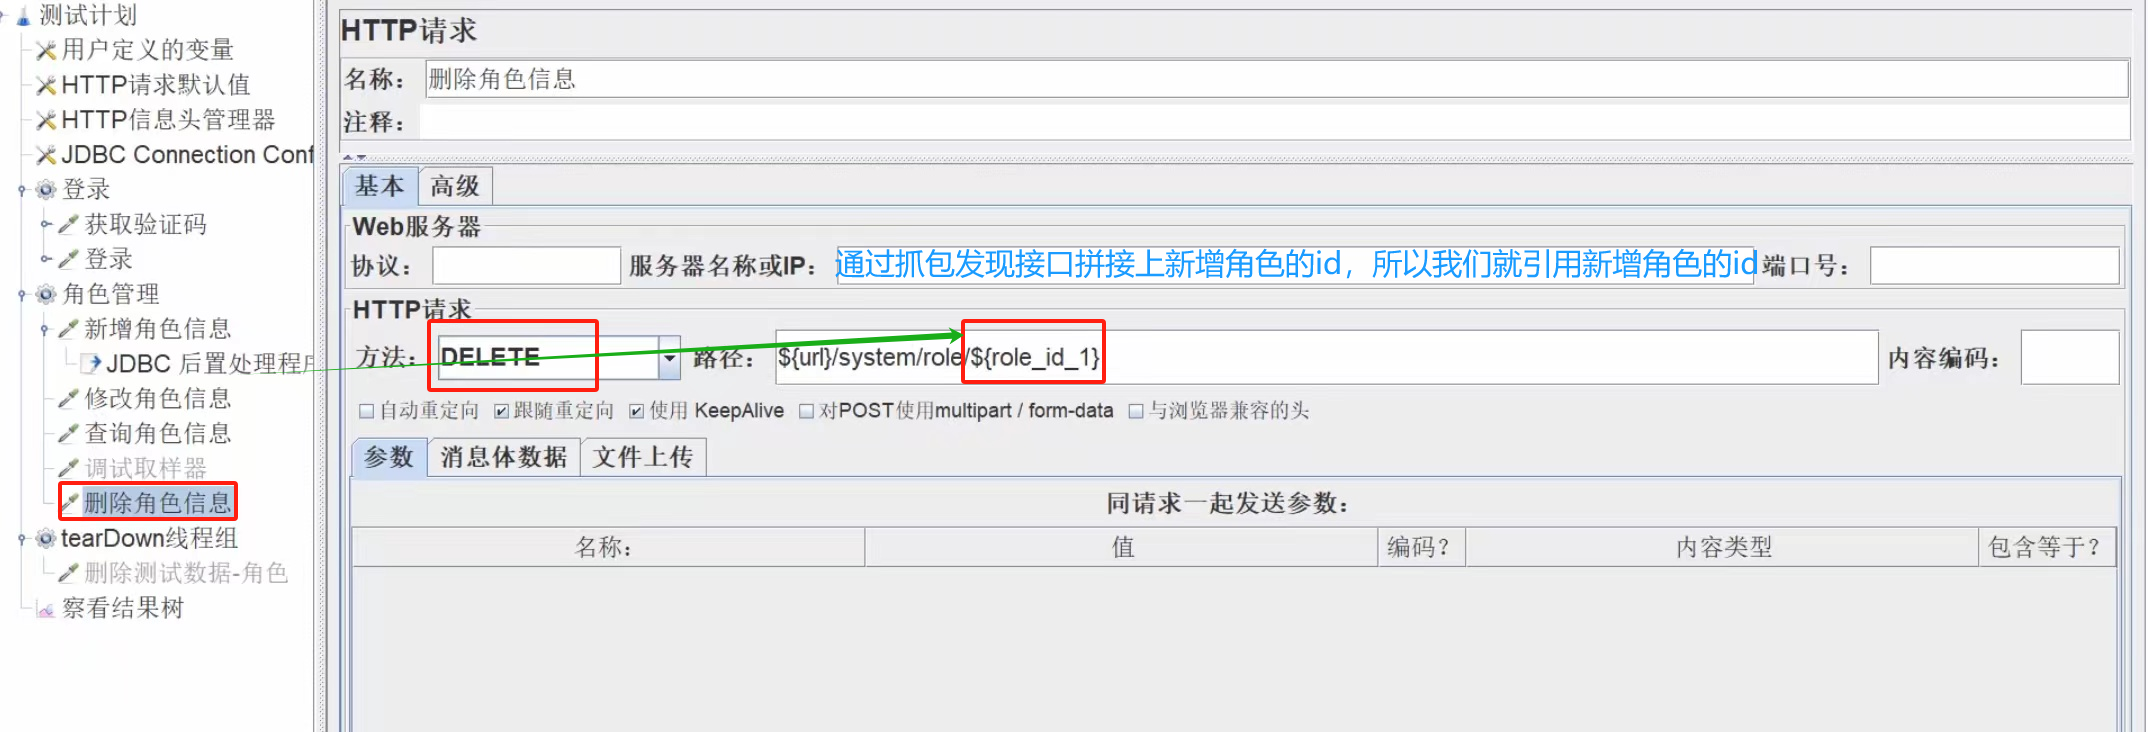 测试计划
用户定义的变量
HTTP请求默认值
HTTP信息头管理器
JDBC Connection Conf
登录
获取验证码
登录
角色管理
新增角色信息
JDBC 后置处理程序
修改角色信息
查询角色信息
调试取样器
删除角色信息
tearDown线程组
删除测试数据-角色
察看结果树
HTTP请求
名称： 删除角色信息
注释：
基本 高级
Web服务器
协议： 服务器名称或IP： 通过抓包发现接口拼接上新增角色的id，所以我们就引用新增角色的id 端口号：
HTTP请求
方法： DELETE 路径： ${url}/system/role/${role_id_1} 内容编码：
自动重定向 跟随重定向 使用 KeepAlive 对POST使用multipart / form-data 与浏览器兼容的头
参数 消息体数据 文件上传
同请求一起发送参数：
名称： 值 编码？ 内容类型 包含等于？